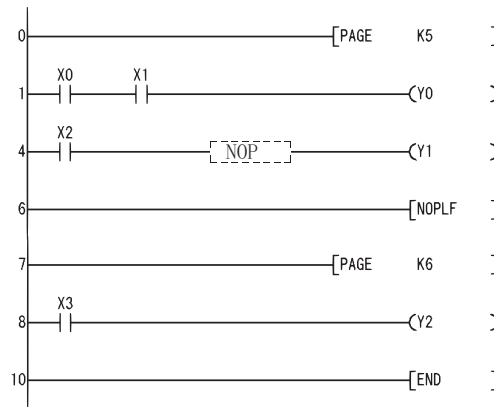 0 [PAGE K5 ]
X0 X1
1 (Y0 )
X2
4 NOP (Y1 )
6 [NOPLF ]
7 [PAGE K6 ]
X3
8 (Y2 )
10 [END ]